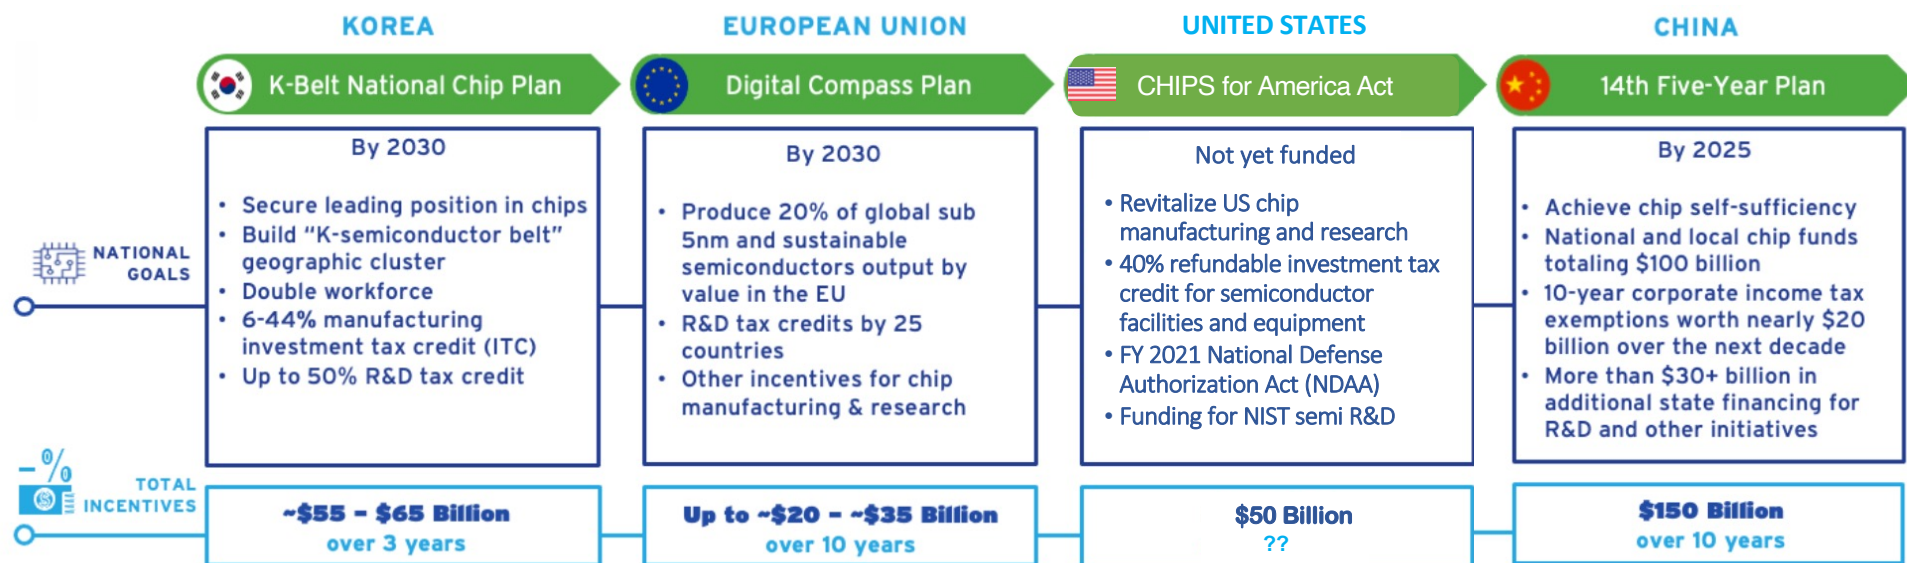 KOREA
EUROPEAN UNION
UNITED STATES
CHINA
K-Belt National Chip Plan
Digital Compass Plan
CHIPS for America Act
14th Five-Year Plan
NATIONAL
GOALS
By 2030
• Secure leading position in chips
• Build “K-semiconductor belt”
geographic cluster
• Double workforce
• 6-44% manufacturing
investment tax credit (ITC)
• Up to 50% R&D tax credit
By 2030
• Produce 20% of global sub
5nm and sustainable
semiconductors output by
value in the EU
• R&D tax credits by 25
countries
• Other incentives for chip
manufacturing & research
Not yet funded
• Revitalize US chip
manufacturing and research
• 40% refundable investment tax
credit for semiconductor
facilities and equipment
• FY 2021 National Defense
Authorization Act (NDAA)
• Funding for NIST semi R&D
By 2025
• Achieve chip self-sufficiency
• National and local chip funds
totaling $100 billion
• 10-year corporate income tax
exemptions worth nearly $20
billion over the next decade
• More than $30+ billion in
additional state financing for
R&D and other initiatives
–%
TOTAL
INCENTIVES
~$55 – $65 Billion
over 3 years
Up to ~$20 – ~$35 Billion
over 10 years
$50 Billion
??
$150 Billion
over 10 years